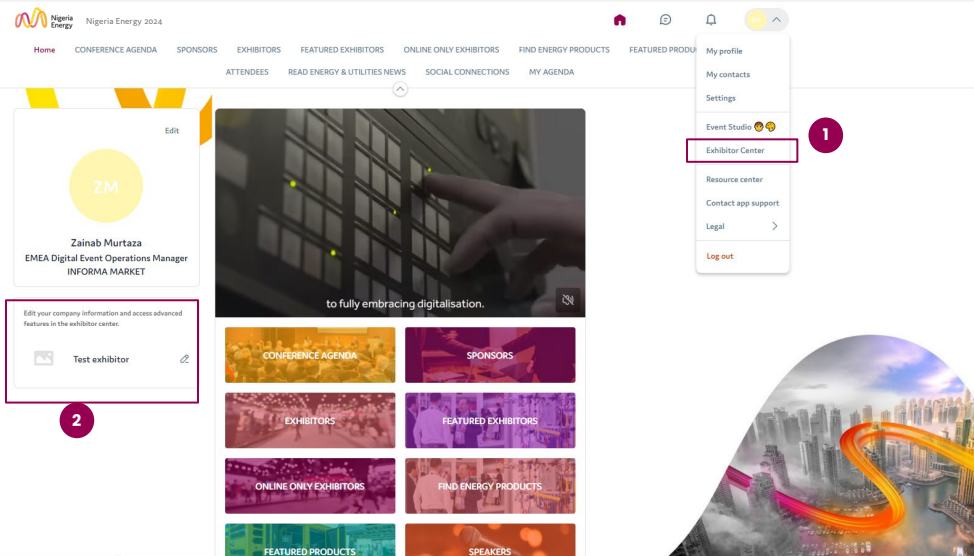 Nigeria
Energy
Nigeria Energy 2024
Home CONFERENCE AGENDA SPONSORS EXHIBITORS FEATURED EXHIBITORS ONLINE ONLY EXHIBITORS FIND ENERGY PRODUCTS FEATURED PRODU
ATTENDEES READ ENERGY & UTILITIES NEWS SOCIAL CONNECTIONS MY AGENDA
My profile
My contacts
Settings
Event Studio
Exhibitor Center
Resource center
Contact app support
Legal
Log out
1
Edit
ZM
Zainab Murtaza
EMEA Digital Event Operations Manager
INFORMA MARKET
Edit your company information and access advanced
features in the exhibitor center.
Test exhibitor
2
to fully embracing digitalisation.
CONFERENCE AGENDA
SPONSORS
EXHIBITORS
FEATURED EXHIBITORS
ONLINE ONLY EXHIBITORS
FIND ENERGY PRODUCTS
FEATURED PRODUCTS
SPEAKERS